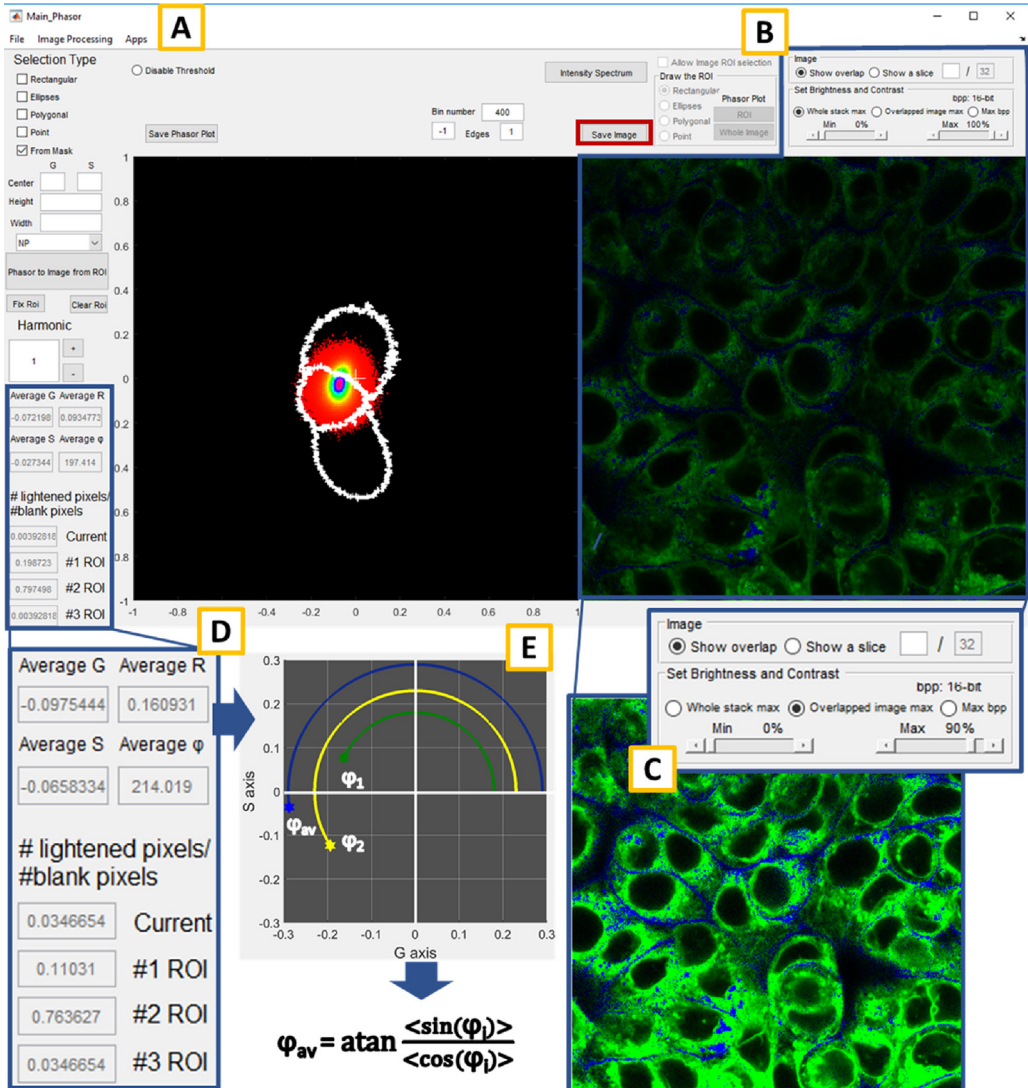 Main_Phasor
File Image Processing Apps
A
B
Selection Type
Rectangular
Ellipses
Polygonal
Point
From Mask
Disable Threshold
Save Phasor Plot
Bin number 400
-1 Edges 1
Intensity Spectrum
Save Image
Allow Image ROI selection
Draw the ROI
Rectangular
Ellipses
Polygonal
Point
Phasor Plot
ROI
Whole Image
Image
Show overlap Show a slice / 32
Set Brightness and Contrast
bpp: 16-bit
Whole stack max Overlapped image max Max bpp
Min 0% Max 100%
G S
Center
Height
Width
NP
Phasor to Image from ROI
Fix Roi Clear Roi
Harmonic
1
+
-
Average G Average R
-0.072198 0.0934773
Average S Average φ
-0.027344 197.414
# lightened pixels/
#blank pixels
0.00392818 Current
0.198723 #1 ROI
0.797498 #2 ROI
0.00392818 #3 ROI
1
0.8
0.6
0.4
0.2
0
0.2
0.4
0.6
0.8
-1
-1 -0.8 -0.6 -0.4 -0.2 0 0.2 0.4 0.6 0.8 1
D
Average G Average R
-0.0975444 0.160931
Average S Average φ
-0.0658334 214.019
# lightened pixels/
#blank pixels
0.0346654 Current
0.11031 #1 ROI
0.763627 #2 ROI
0.0346654 #3 ROI
E
0.3
0.2
0.1
0
-0.1
-0.2
-0.3
S axis
φ1
φav
φ2
-0.3 -0.2 -0.1 0 0.1 0.2 0.3
G axis
φav = atan <sin(φi)> / <cos(φi)>
Image
Show overlap Show a slice / 32
Set Brightness and Contrast
bpp: 16-bit
Whole stack max Overlapped image max Max bpp
Min 0% Max 90%
C